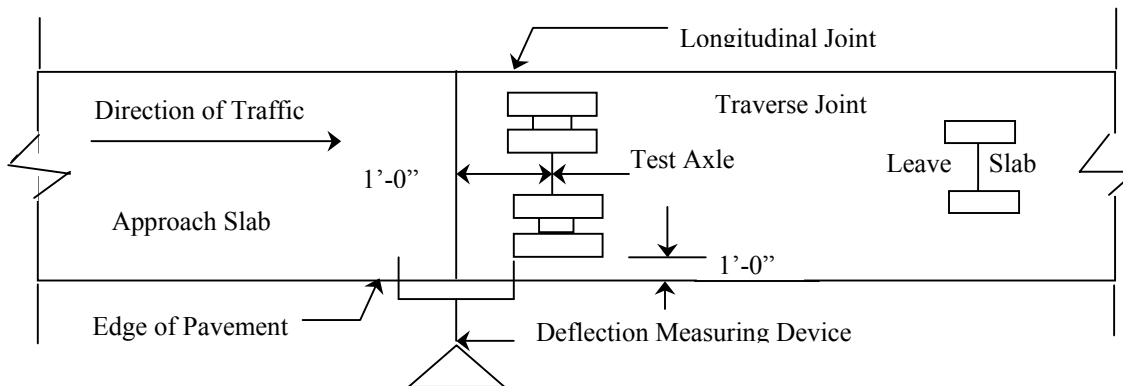 Longitudinal Joint
Direction of Traffic
Traverse Joint
Test Axle
Leave Slab
1’-0”
Approach Slab
1’-0”
Edge of Pavement
Deflection Measuring Device